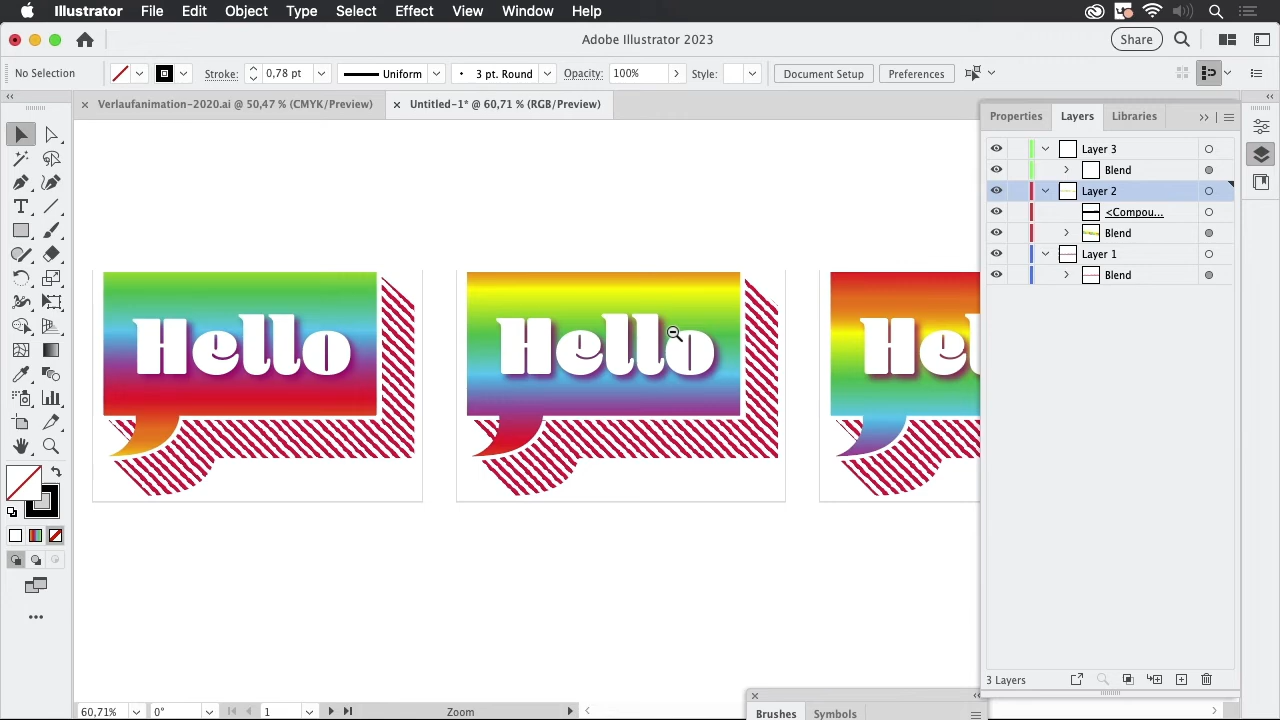 Illustrator File Edit Object Type Select Effect View Window Help
Adobe Illustrator 2023
Share
No Selection
Stroke:
0,78 pt
Uniform
3 pt. Round
Opacity:
100%
Style:
Document Setup
Preferences
Verlaufanimation-2020.ai @ 50,47 % (CMYK/Preview)
Untitled-1* @ 60,71 % (RGB/Preview)
Properties
Layers
Libraries
Layer 3
Blend
Layer 2
<Compou...
Blend
Layer 1
Blend
Hello
Hello
Hel
3 Layers
60,71%
0°
1
Zoom
Brushes
Symbols